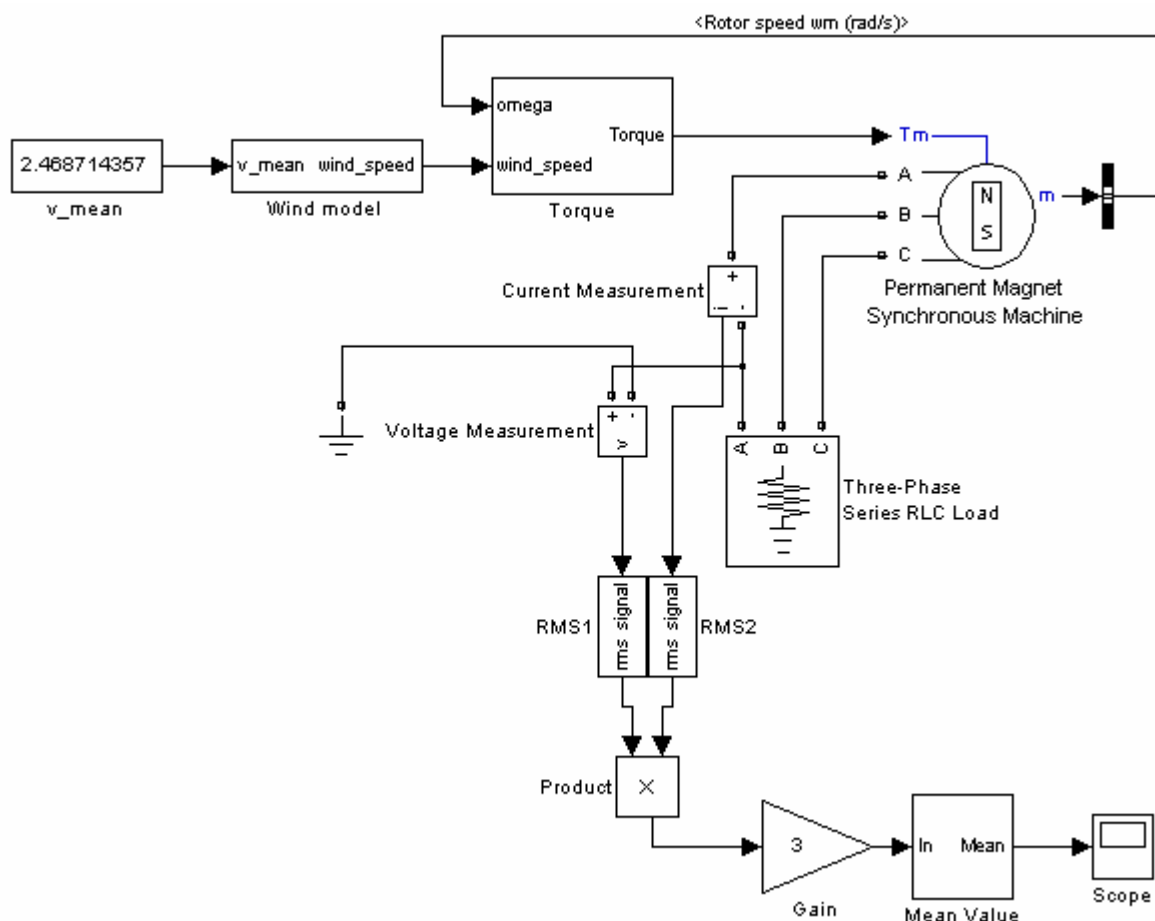 <Rotor speed wm (rad/s)>
omega
Torque
Tm
2.468714357
v_mean wind_speed
wind_speed
v_mean
Wind model
Torque
A
B
C
N
S
m
Permanent Magnet
Synchronous Machine
Current Measurement
+
i -
Voltage Measurement
+ -
v
A B C
Three-Phase
Series RLC Load
RMS1
rms signal
rms signal
RMS2
Product
×
3
Gain
In Mean
Mean Value
Scope